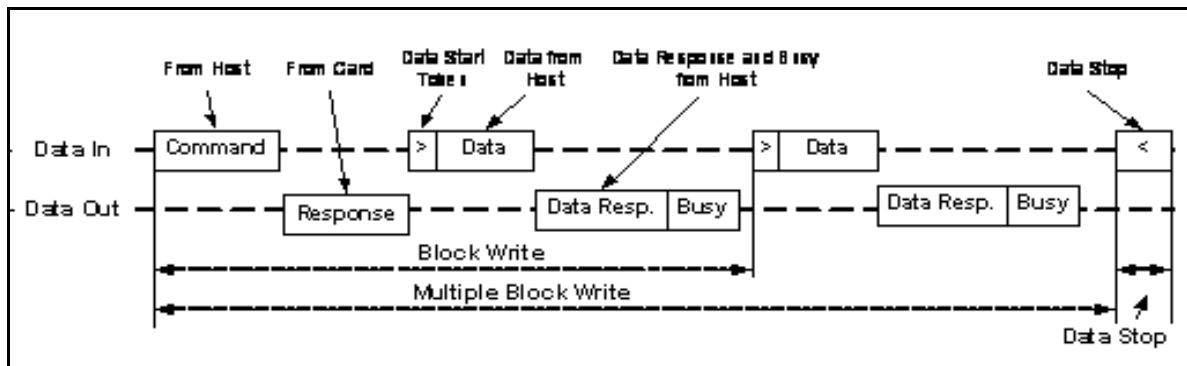 From Host
From Card
Data Start
Token
Data from
Host
Data Response and Busy
from Host
Data Stop
Data In
Command
>
Data
>
Data
<
Data Out
Response
Data Resp.
Busy
Data Resp.
Busy
Block Write
Multiple Block Write
Data Stop